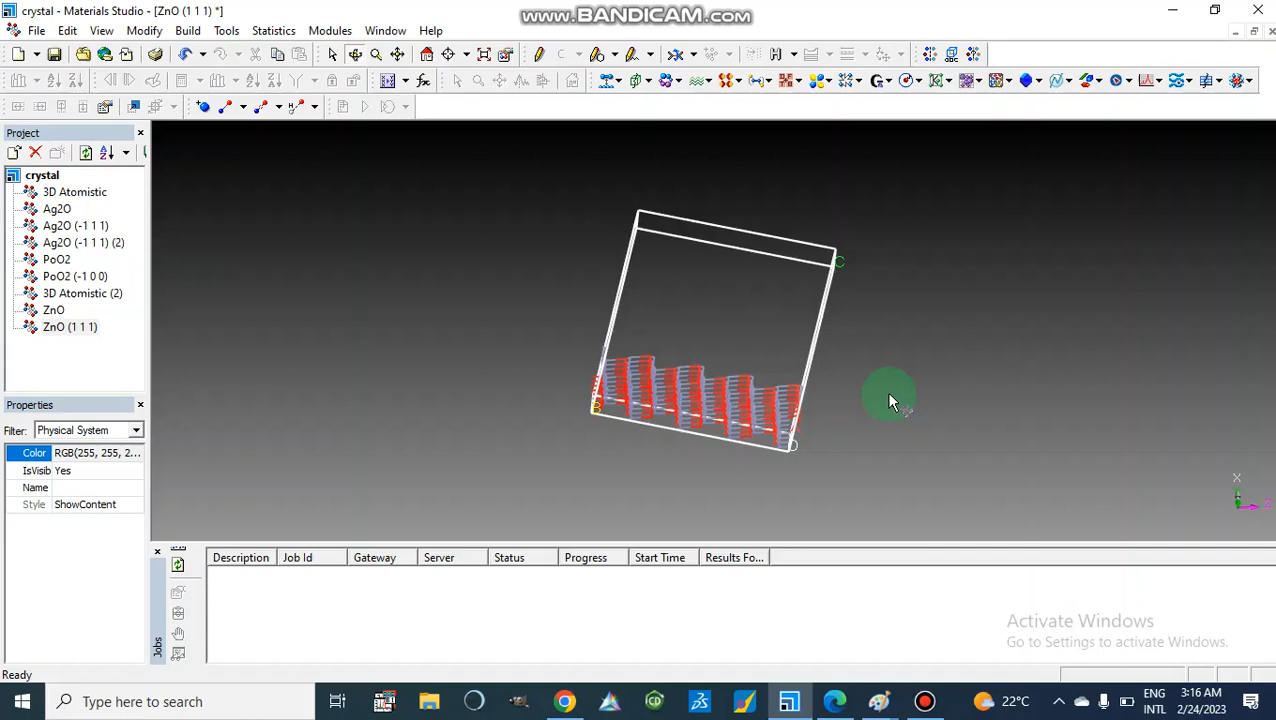 crystal - Materials Studio - [ZnO (1 1 1) *]
www.BANDICAM.com
File Edit View Modify Build Tools Statistics Modules Window Help
Project
crystal
3D Atomistic
Ag2O
Ag2O (-1 1 1)
Ag2O (-1 1 1) (2)
PoO2
PoO2 (-1 0 0)
3D Atomistic (2)
ZnO
ZnO (1 1 1)
C
B
O
X
Z
Properties
Filter: Physical System
Color RGB(255, 255, 2...
IsVisib Yes
Name
Style ShowContent
Description Job Id Gateway Server Status Progress Start Time Results Fo...
Jobs
Activate Windows
Go to Settings to activate Windows.
Ready
Type here to search
22°C
ENG
INTL
3:16 AM
2/24/2023
3